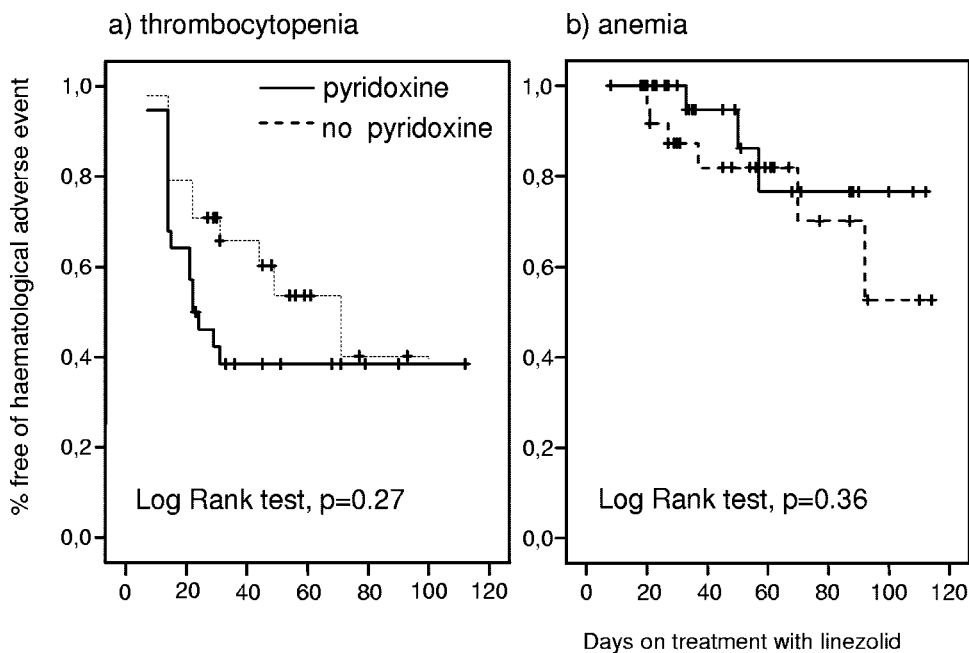 a) thrombocytopenia
b) anemia
% free of haematological adverse event
1,0
0,8
0,6
0,4
0,2
0,0
pyridoxine
no pyridoxine
Log Rank test, p=0.27
0 20 40 60 80 100 120
1,0
0,8
0,6
0,4
0,2
0,0
Log Rank test, p=0.36
0 20 40 60 80 100 120
Days on treatment with linezolid